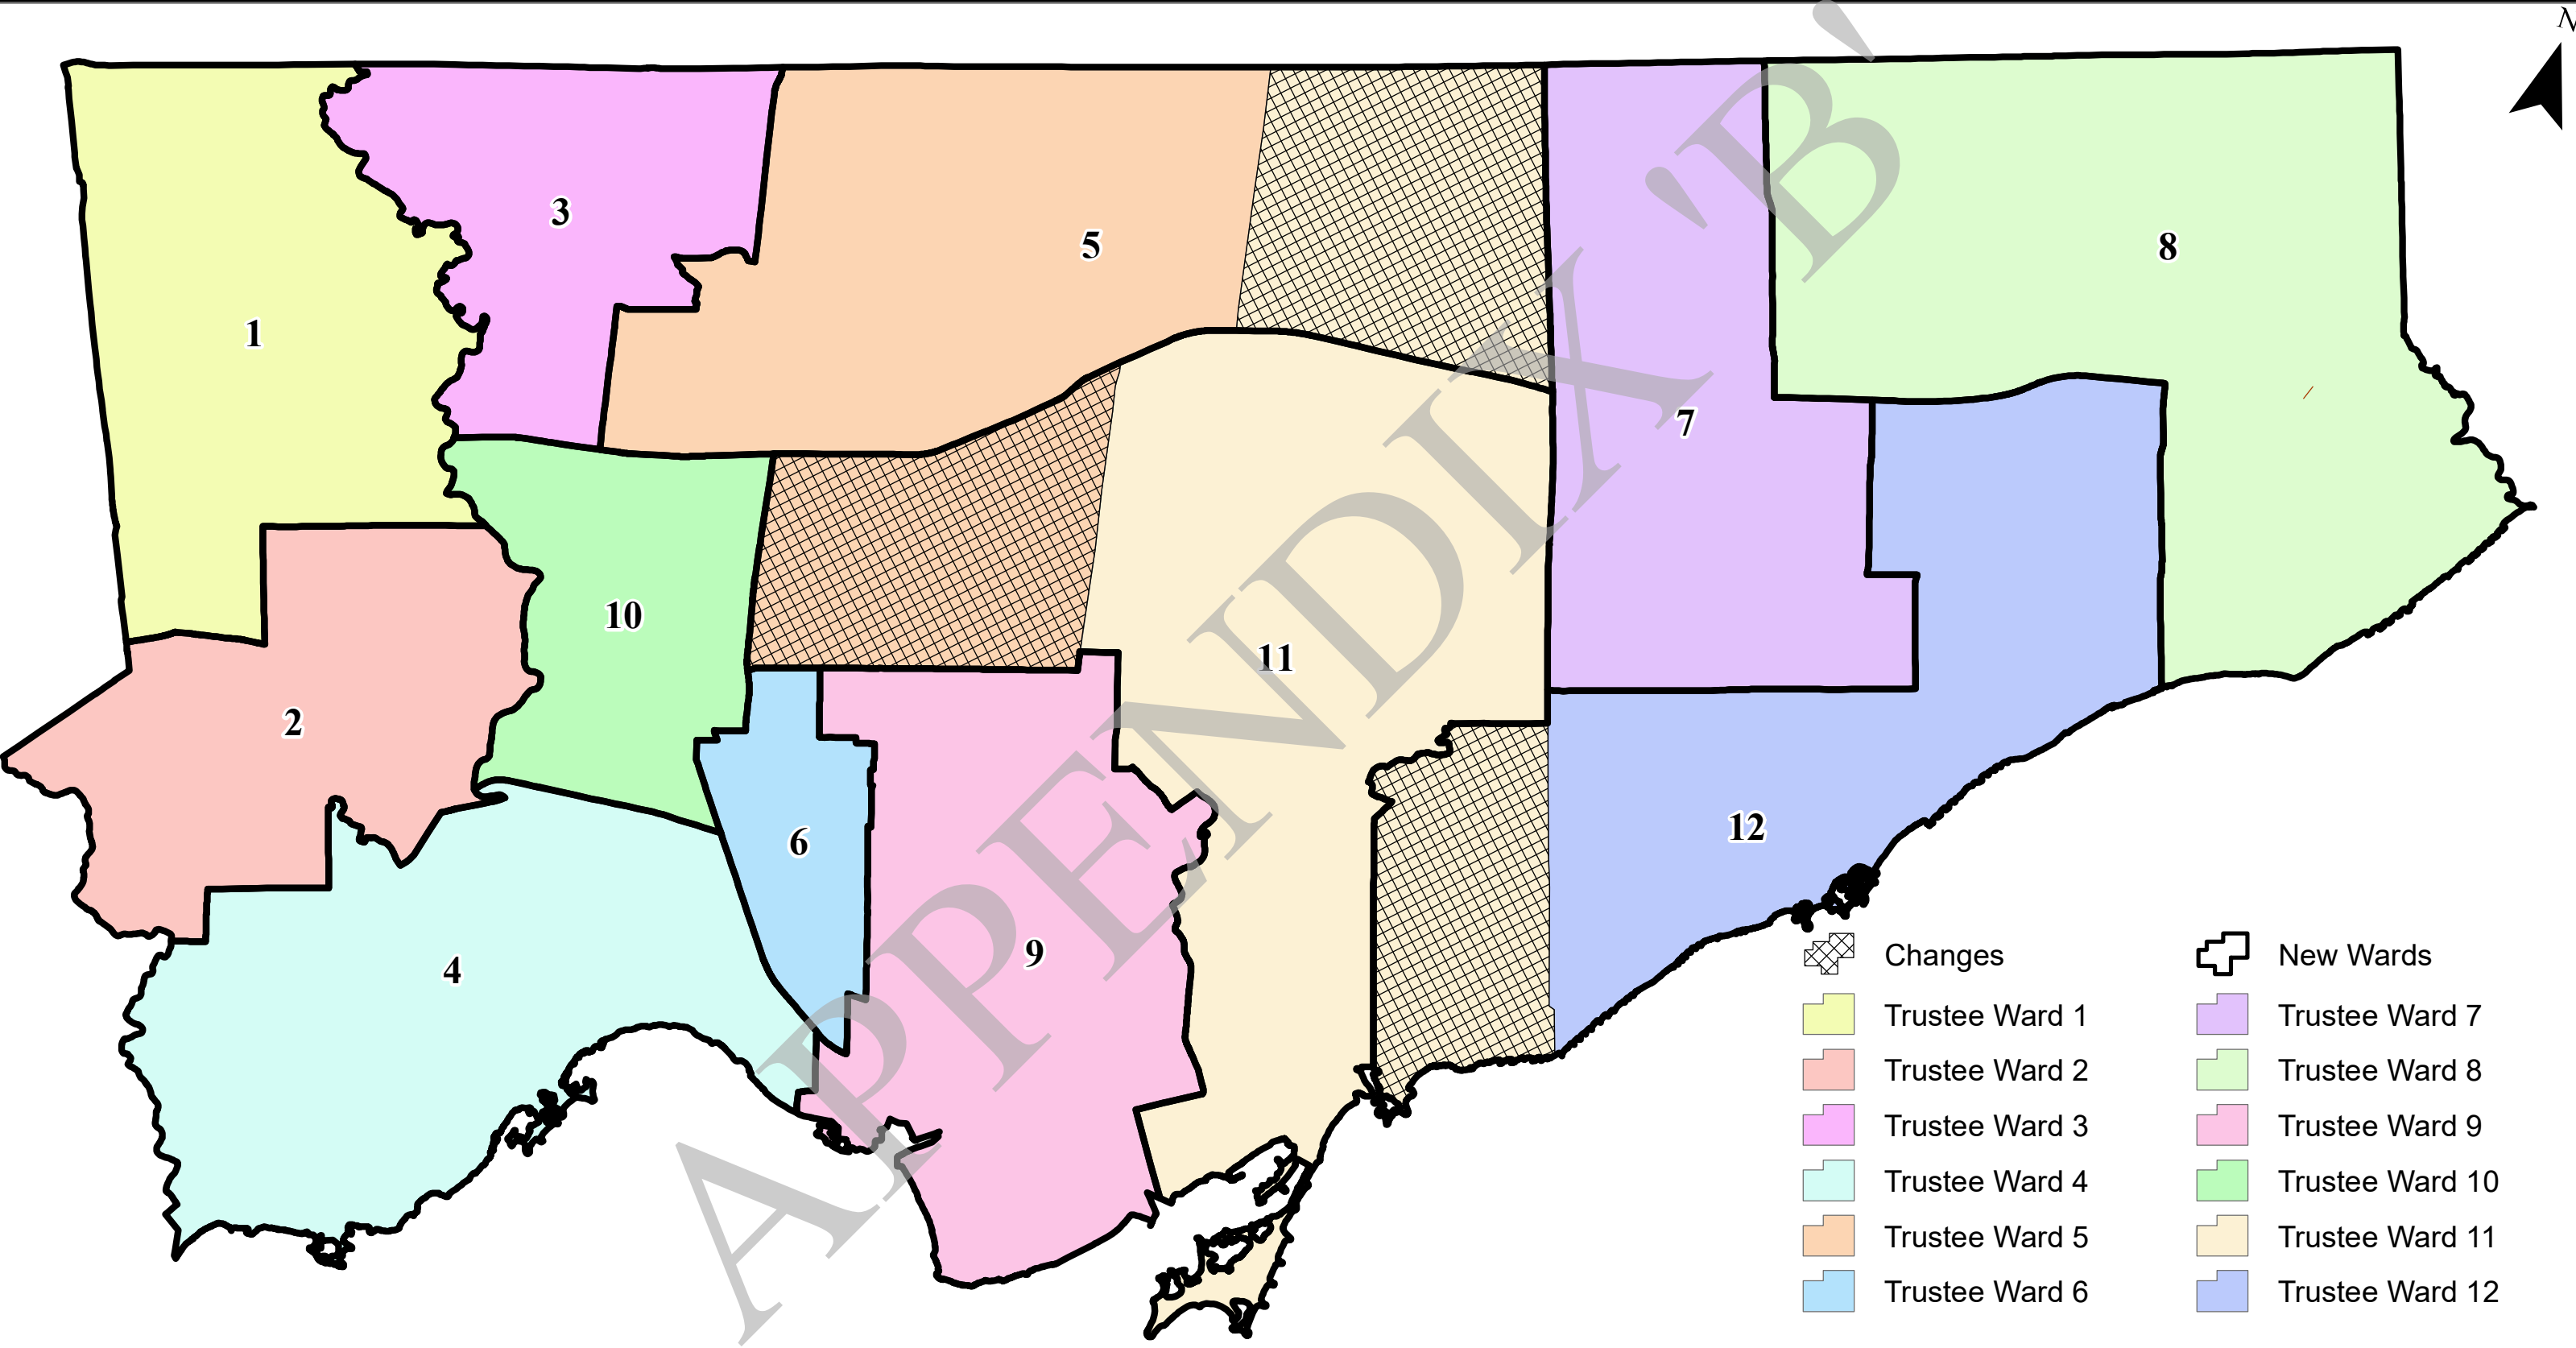 N
3
5
8
1
7
10
11
2
6
12
9
4
APPENDIX 'B'
Changes
New Wards
Trustee Ward 1
Trustee Ward 7
Trustee Ward 2
Trustee Ward 8
Trustee Ward 3
Trustee Ward 9
Trustee Ward 4
Trustee Ward 10
Trustee Ward 5
Trustee Ward 11
Trustee Ward 6
Trustee Ward 12